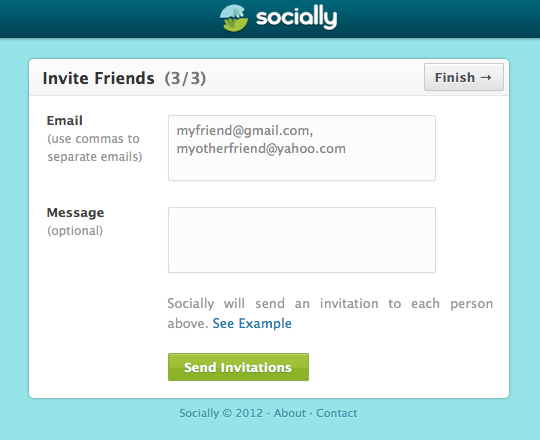 socially
Invite Friends (3/3)
Finish →
Email
(use commas to
separate emails)
myfriend@gmail.com,
myotherfriend@yahoo.com
Message
(optional)
Socially will send an invitation to each person
above. See Example
Send Invitations
Socially © 2012 · About · Contact